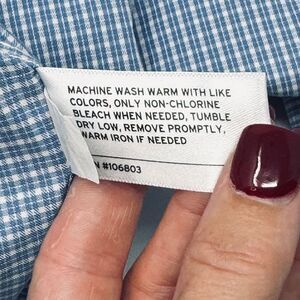 MACHINE WASH WARM WITH LIKE
COLORS, ONLY NON-CHLORINE
BLEACH WHEN NEEDED, TUMBLE
DRY LOW, REMOVE PROMPTLY,
WARM IRON IF NEEDED
#106803